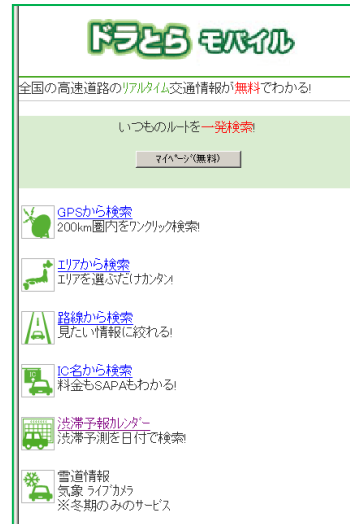 ドラとら モバイル
全国の高速道路のリアルタイム交通情報が無料でわかる!
いつものルートを一発検索!
マイページ(無料)
GPSから検索
200km圏内をワンクリック検索!
エリアから検索
エリアを選ぶだけカンタン!
路線から検索
見たい情報に絞れる!
IC
IC名から検索
料金もSAPAもわかる!
渋滞予報カレンダー
渋滞予測を日付で検索!
雪道情報
気象 ライブカメラ
※冬期のみのサービス